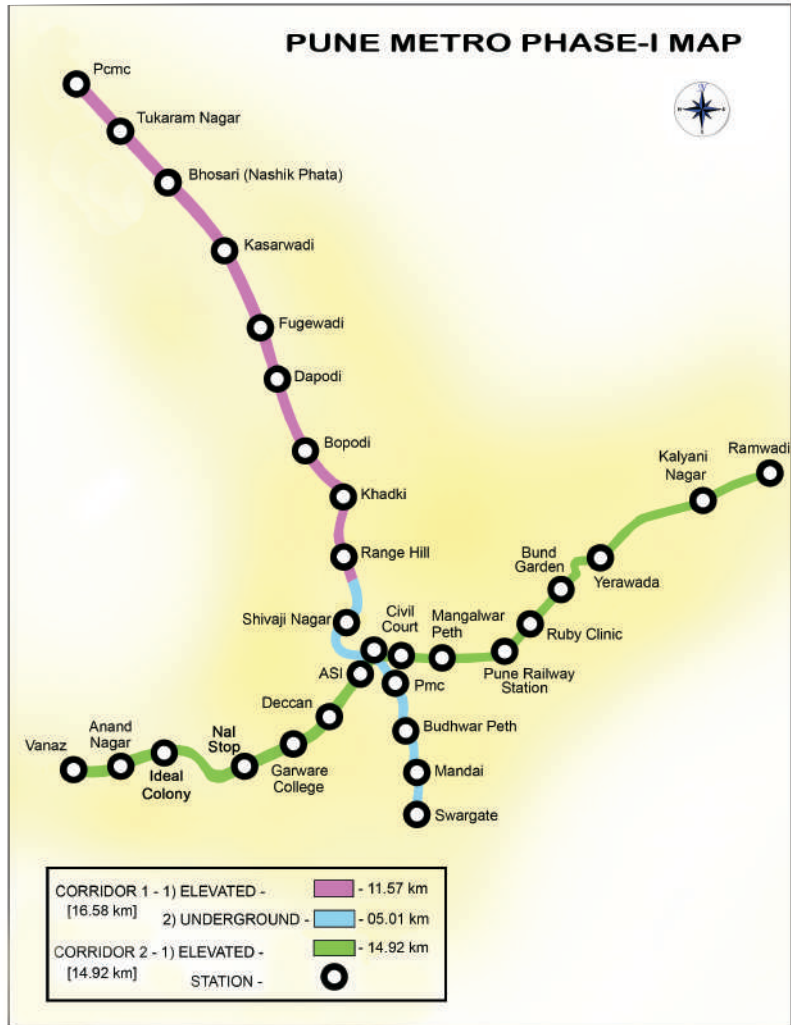 PUNE METRO PHASE-I MAP
Pcmc
Tukaram Nagar
Bhosari (Nashik Phata)
Kasarwadi
Fugewadi
Dapodi
Bopodi
Khadki
Range Hill
Shivaji Nagar
Civil
Court
Mangalwar
Peth
Pune Railway
Station
Ruby Clinic
Bund
Garden
Yerawada
Kalyani
Nagar
Ramwadi
ASI
Pmc
Deccan
Budhwar Peth
Mandai
Swargate
Garware
College
Nal
Stop
Ideal
Colony
Anand
Nagar
Vanaz
CORRIDOR 1 - 1) ELEVATED - - 11.57 km
[16.58 km]
2) UNDERGROUND - - 05.01 km
CORRIDOR 2 - 1) ELEVATED- - 14.92 km
[14.92 km]
STATION -